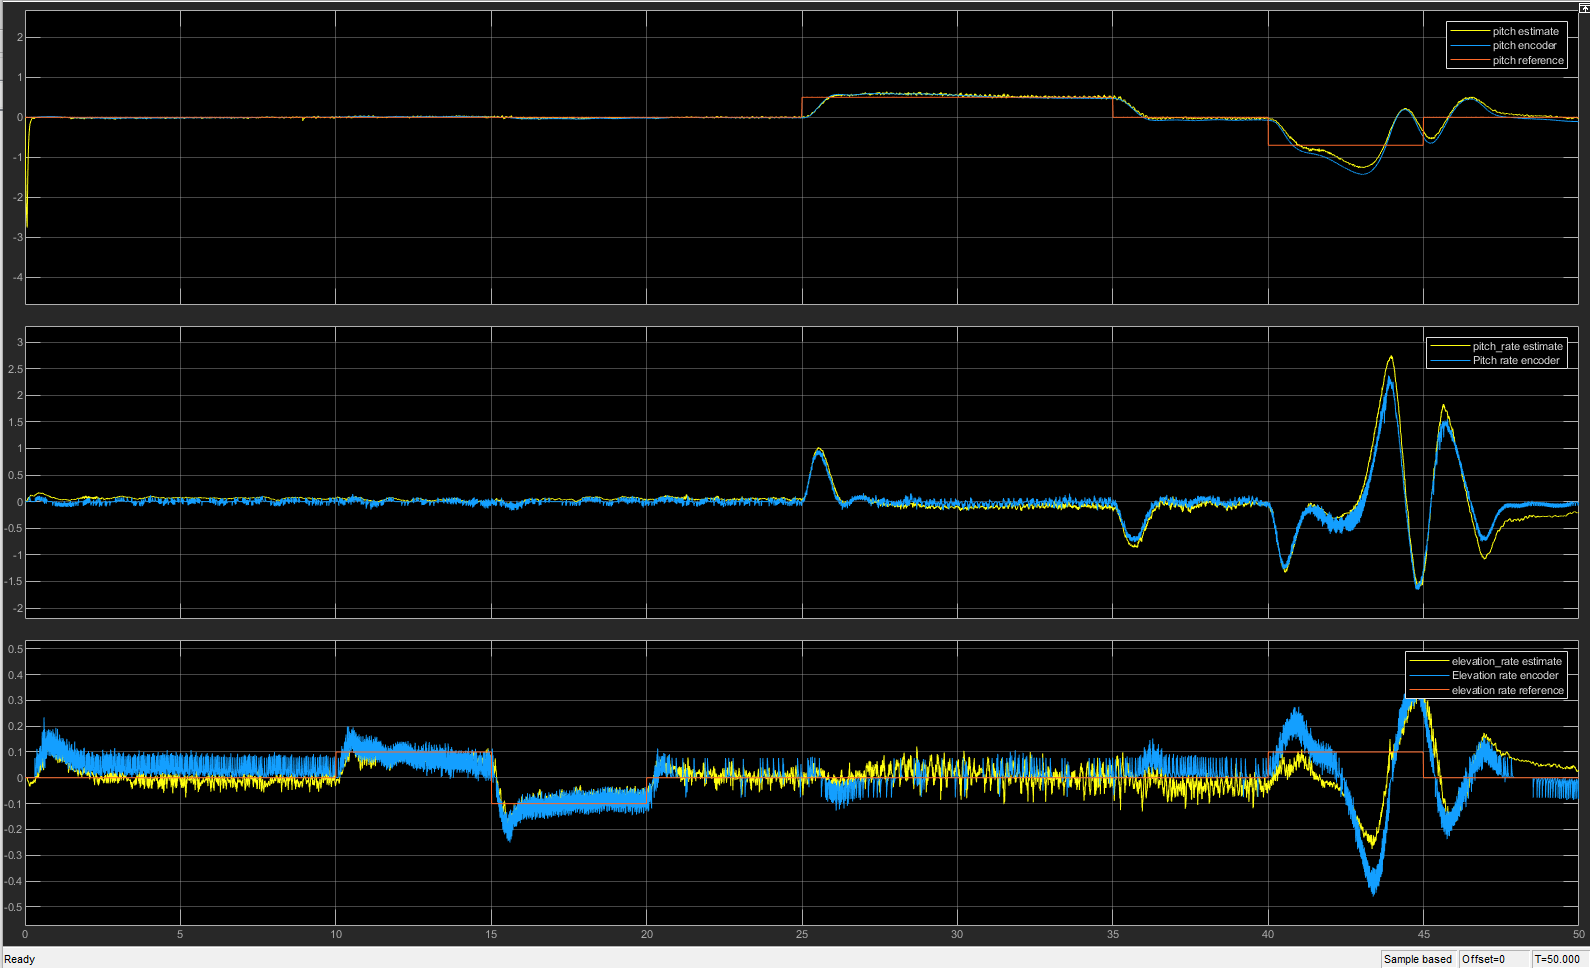 2
1
0
-1
-2
-3
-4
pitch estimate
pitch encoder
pitch reference
3
2.5
2
1.5
1
0.5
0
-0.5
-1
-1.5
-2
pitch_rate estimate
Pitch rate encoder
0.5
0.4
0.3
0.2
0.1
0
-0.1
-0.2
-0.3
-0.4
-0.5
elevation_rate estimate
Elevation rate encoder
elevation rate reference
0 5 10 15 20 25 30 35 40 45 50
Ready Sample based Offset=0 T=50.000